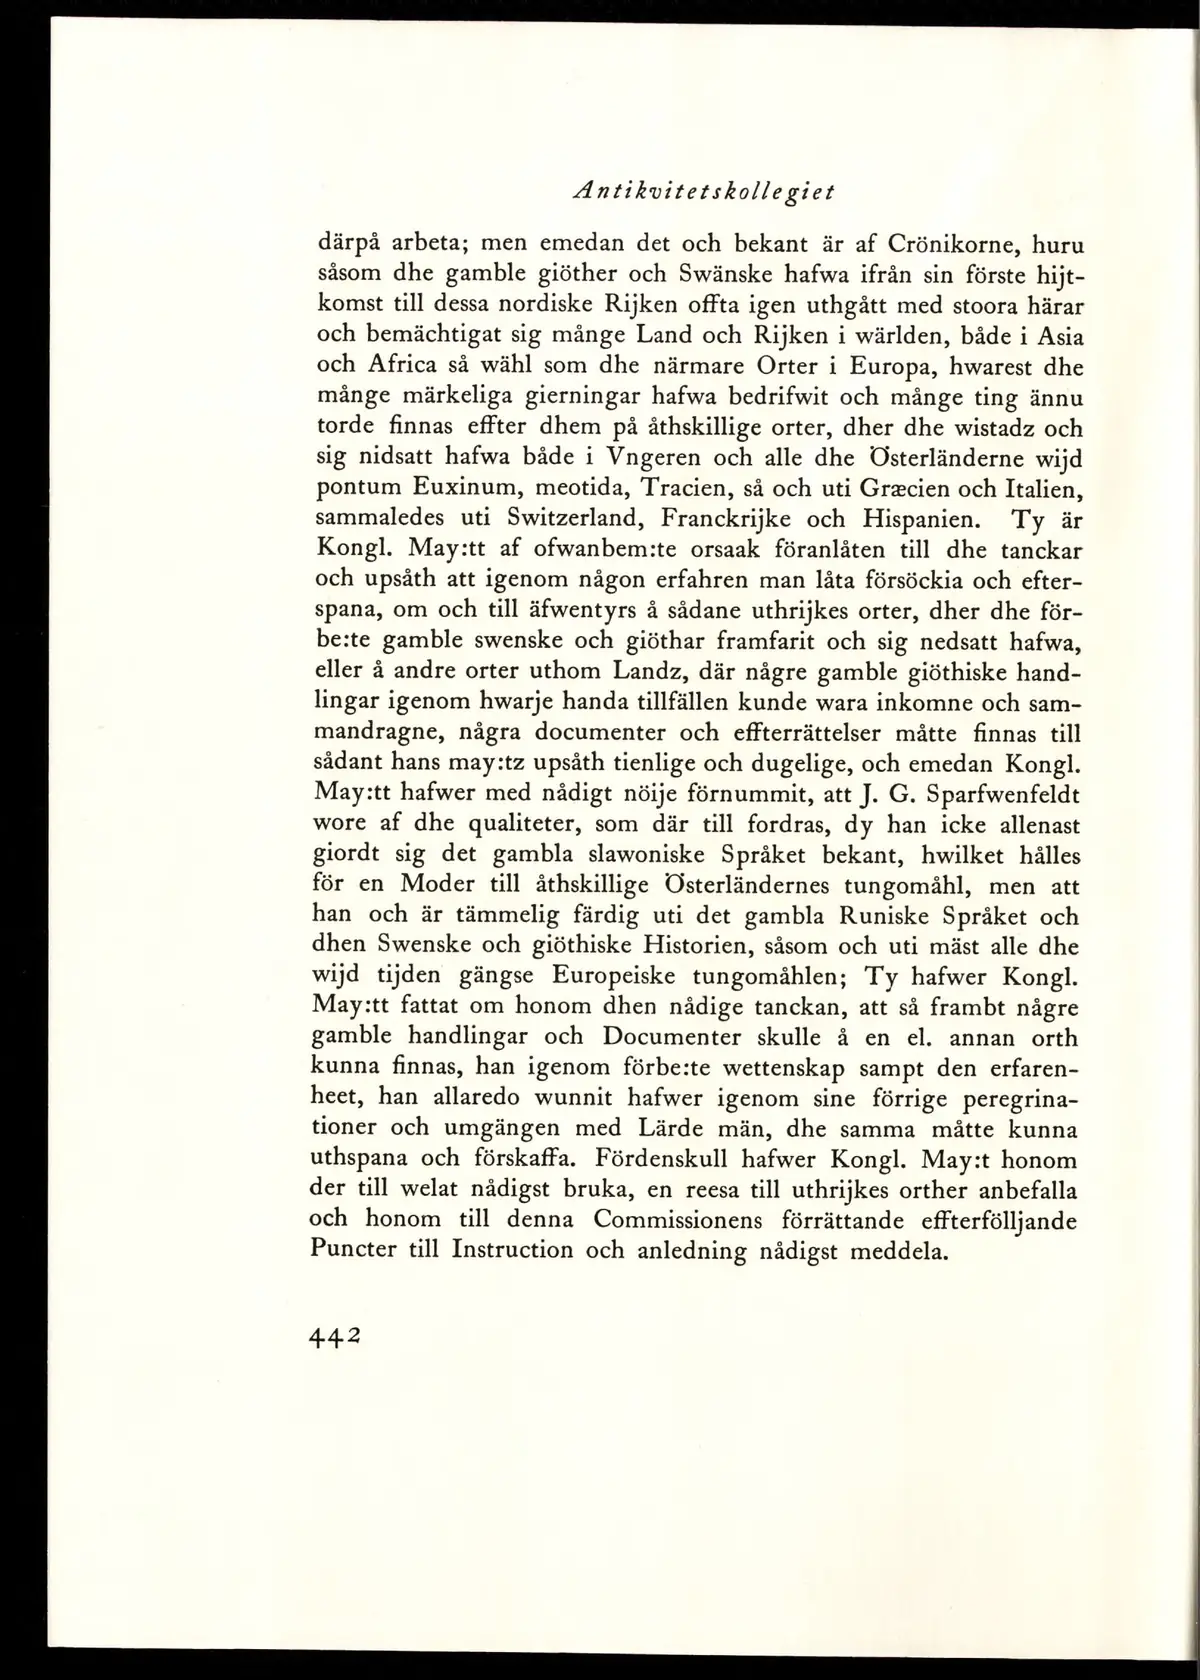 Antikvitetskollegiet
därpå arbeta; men emedan det och bekant är af Crönikorne, huru
såsom dhe gamble giöther och Swänske hafwa ifrån sin förste hijt-
komst till dessa nordiske Rijken offta igen uthgått med stoora härar
och bemächtigat sig månge Land och Rijken i wärlden, både i Asia
och Africa så wähl som dhe närmare Orter i Europa, hwarest dhe
månge märkeliga gierningar hafwa bedrifwit och månge ting ännu
torde finnas effter dhem på åthskillige orter, dher dhe wistadz och
sig nidsatt hafwa både i Vngeren och alle dhe Österländerne wijd
pontum Euxinum, meotida, Tracien, så och uti Græcien och Italien,
sammaledes uti Switzerland, Franckrijke och Hispanien. Ty är
Kongl. May:tt af ofwanbem:te orsaak föranlåten till dhe tanckar
och upsåth att igenom någon erfahren man låta försöckia och efter-
spana, om och till äfwentyrs å sådane uthrijkes orter, dher dhe för-
be:te gamble swenske och giöthar framfarit och sig nedsatt hafwa,
eller å andre orter uthom Landz, där någre gamble giöthiske hand-
lingar igenom hwarje handa tillfällen kunde wara inkomne och sam-
mandragne, några documenter och effterrättelser måtte finnas till
sådant hans may:tz upsåth tienlige och dugelige, och emedan Kongl.
May:tt hafwer med nådigt nöije förnummit, att J. G. Sparfwenfeldt
wore af dhe qualiteter, som där till fordras, dy han icke allenast
giordt sig det gambla slawoniske Språket bekant, hwilket hålles
för en Moder till åthskillige Österländernes tungomåhl, men att
han och är tämmelig färdig uti det gambla Runiske Språket och
dhen Swenske och giöthiske Historien, såsom och uti mäst alle dhe
wijd tijden gängse Europeiske tungomåhlen; Ty hafwer Kongl.
May:tt fattat om honom dhen nådige tanckan, att så frambt någre
gamble handlingar och Documenter skulle å en el. annan orth
kunna finnas, han igenom förbe:te wettenskap sampt den erfaren-
heet, han allaredo wunnit hafwer igenom sine förrige peregrina-
tioner och umgängen med Lärde män, dhe samma måtte kunna
uthspana och förskaffa. Fördenskull hafwer Kongl. May:t honom
der till welat nådigst bruka, en reesa till uthrijkes orther anbefalla
och honom till denna Commissionens förrättande effterfölljande
Puncter till Instruction och anledning nådigst meddela.
442